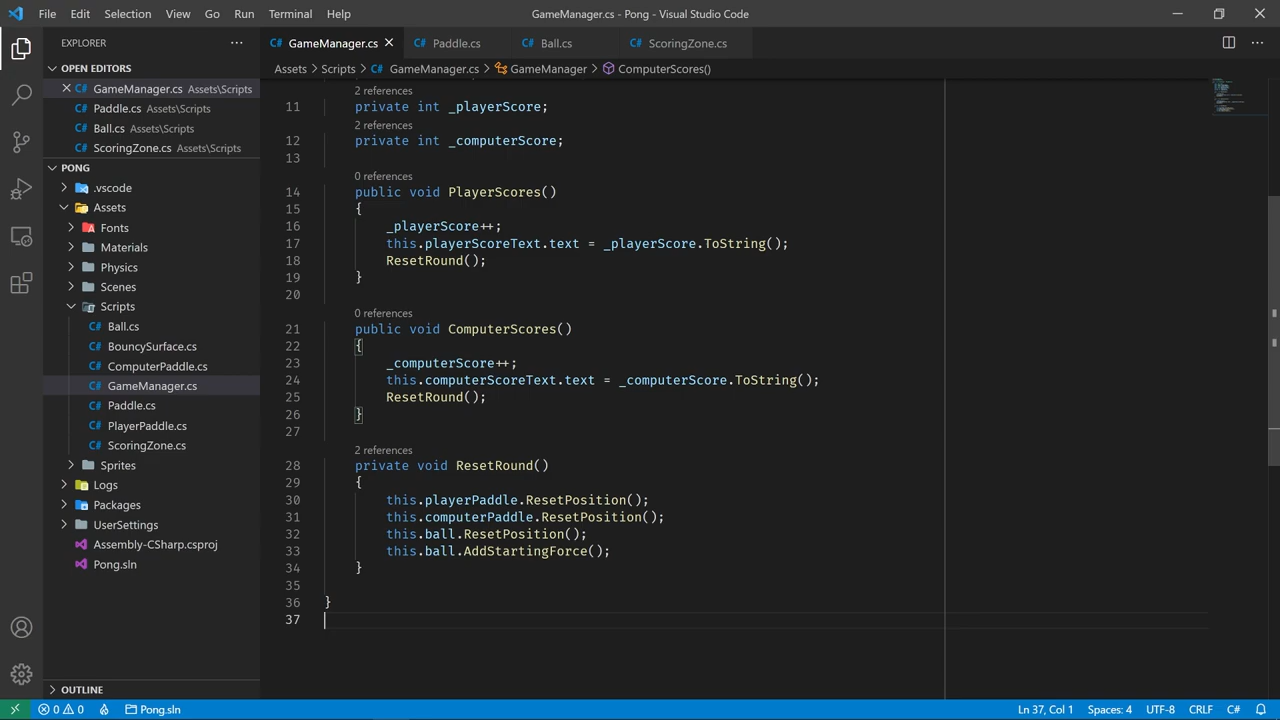 File Edit Selection View Go Run Terminal Help
GameManager.cs - Pong - Visual Studio Code
EXPLORER
OPEN EDITORS
GameManager.cs Assets\Scripts
Paddle.cs Assets\Scripts
Ball.cs Assets\Scripts
ScoringZone.cs Assets\Scripts
PONG
.vscode
Assets
Fonts
Materials
Physics
Scenes
Scripts
C# Ball.cs
C# BouncySurface.cs
C# ComputerPaddle.cs
C# GameManager.cs
C# Paddle.cs
C# PlayerPaddle.cs
C# ScoringZone.cs
Sprites
Logs
Packages
UserSettings
Assembly-CSharp.csproj
Pong.sln
OUTLINE
C# GameManager.cs C# Paddle.cs C# Ball.cs C# ScoringZone.cs
Assets > Scripts > C# GameManager.cs > GameManager > ComputerScores()
2 references
11 private int _playerScore;
2 references
12 private int _computerScore;
13
0 references
14 public void PlayerScores()
15 {
16 _playerScore++;
17 this.playerScoreText.text = _playerScore.ToString();
18 ResetRound();
19 }
20
0 references
21 public void ComputerScores()
22 {
23 _computerScore++;
24 this.computerScoreText.text = _computerScore.ToString();
25 ResetRound();
26 }
27
2 references
28 private void ResetRound()
29 {
30 this.playerPaddle.ResetPosition();
31 this.computerPaddle.ResetPosition();
32 this.ball.ResetPosition();
33 this.ball.AddStartingForce();
34 }
35
36 }
37
0 0 Pong.sln Ln 37, Col 1 Spaces: 4 UTF-8 CRLF C#